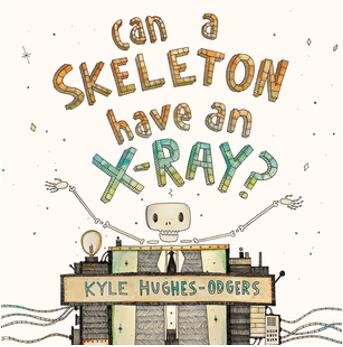 can a
SKELETON
have an
X-RAY?
KYLE HUGHES-ODGERS